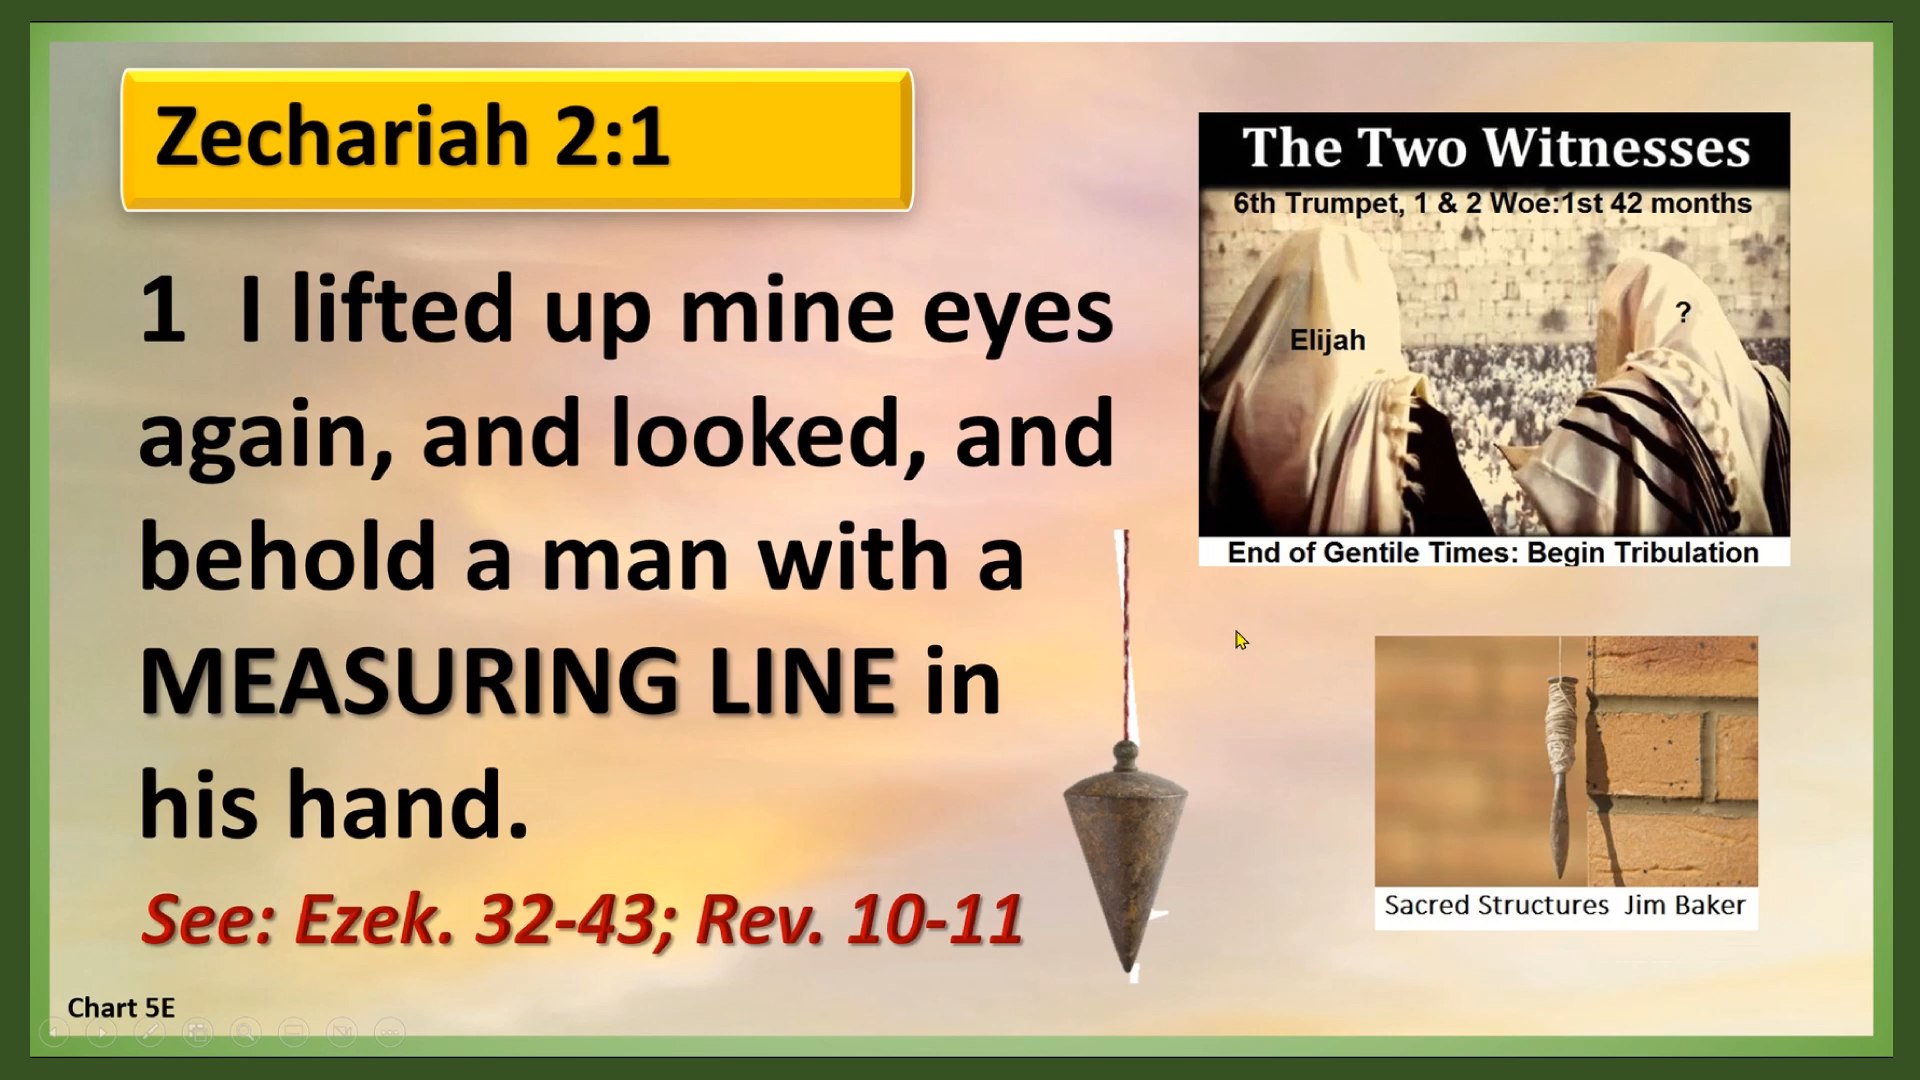 Zechariah 2:1
1 I lifted up mine eyes
again, and looked, and
behold a man with a
MEASURING LINE in
his hand.
See: Ezek. 32-43; Rev. 10-11
Chart 5E
The Two Witnesses
6th Trumpet, 1 & 2 Woe:1st 42 months
Elijah
?
End of Gentile Times: Begin Tribulation
Sacred Structures Jim Baker